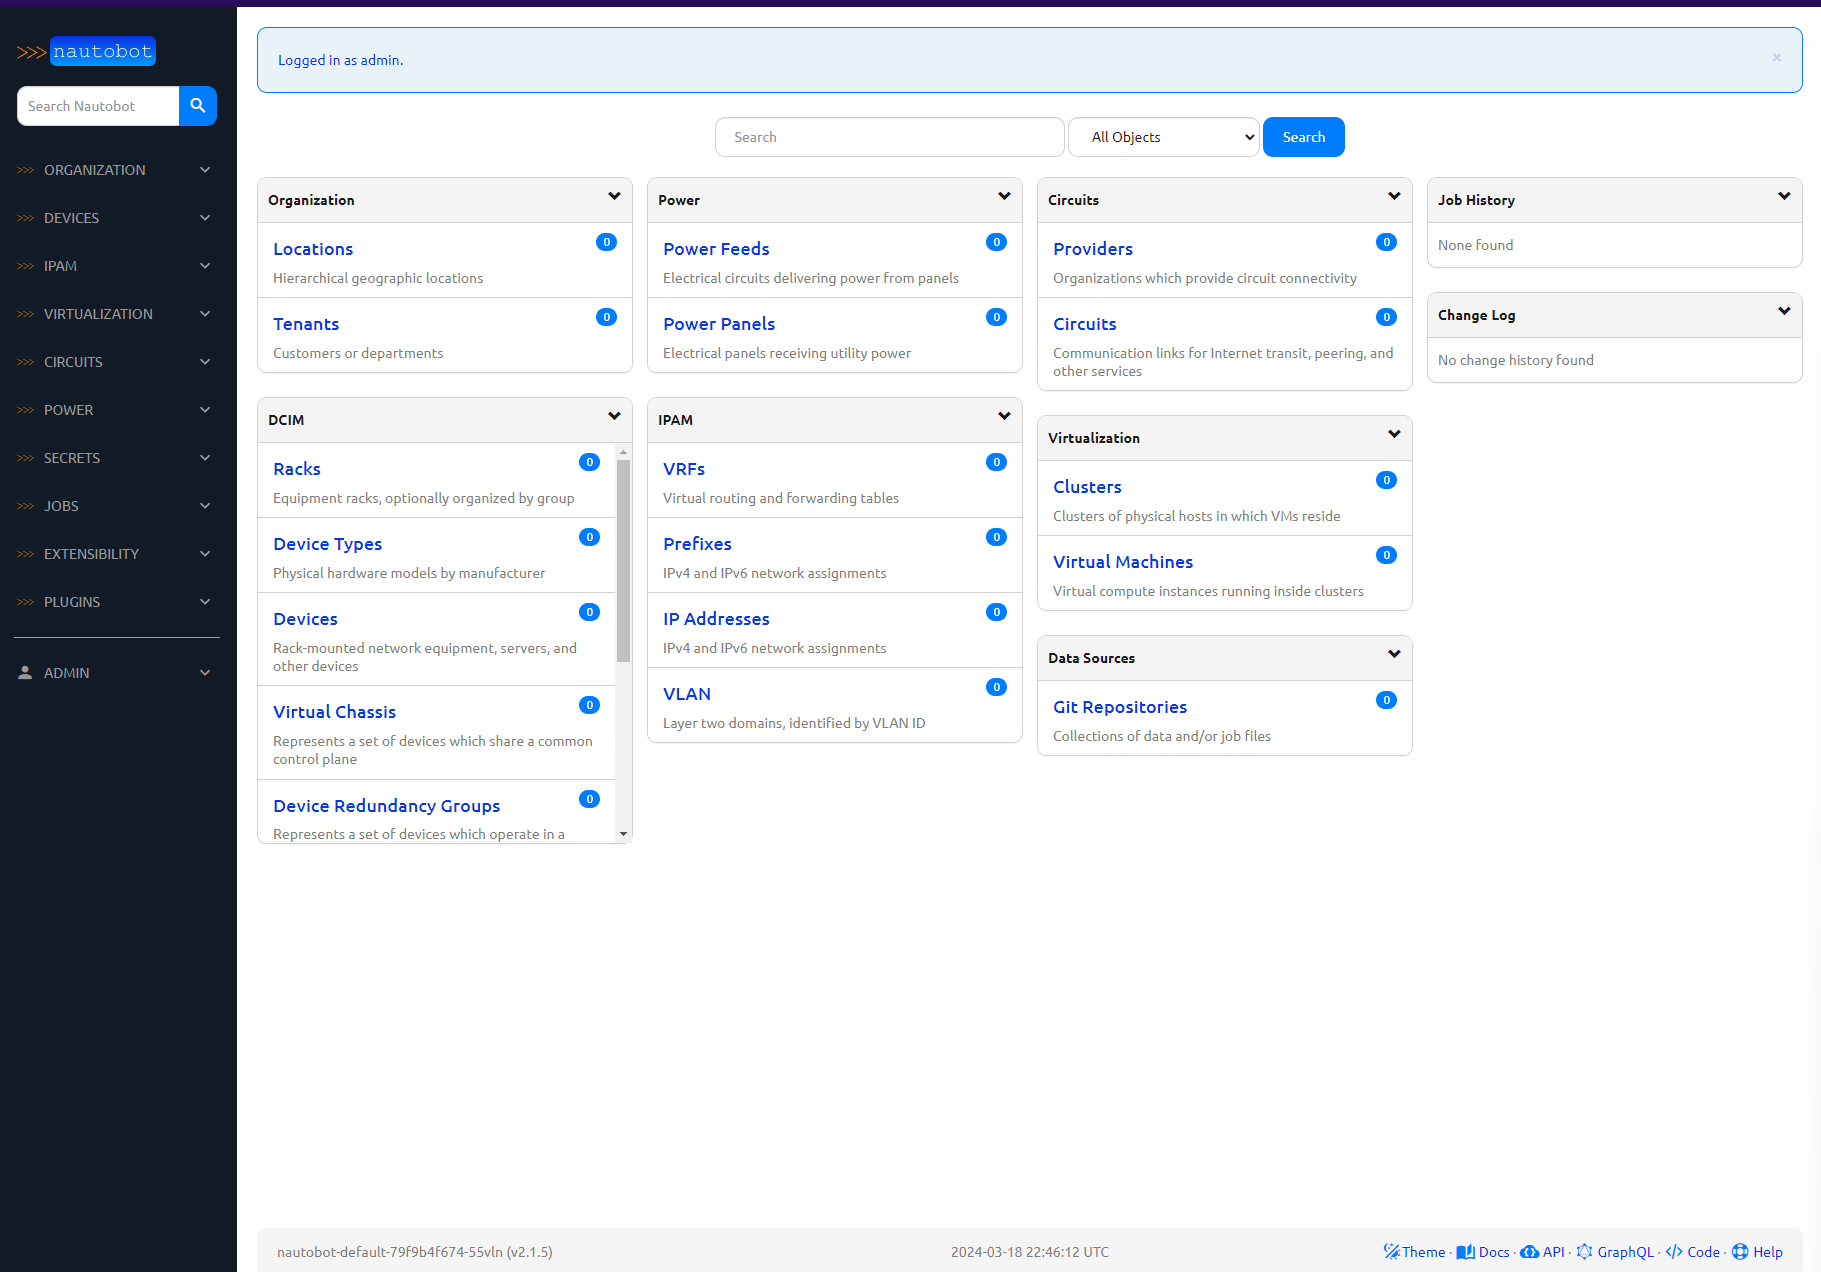 >>> nautobot
Search Nautobot
>>> ORGANIZATION
>>> DEVICES
>>> IPAM
>>> VIRTUALIZATION
>>> CIRCUITS
>>> POWER
>>> SECRETS
>>> JOBS
>>> EXTENSIBILITY
>>> PLUGINS
ADMIN
Logged in as admin.
×
Search
All Objects
Search
Organization
Locations 0
Hierarchical geographic locations
Tenants 0
Customers or departments
DCIM
Racks 0
Equipment racks, optionally organized by group
Device Types 0
Physical hardware models by manufacturer
Devices 0
Rack-mounted network equipment, servers, and
other devices
Virtual Chassis 0
Represents a set of devices which share a common
control plane
Device Redundancy Groups 0
Represents a set of devices which operate in a
Power
Power Feeds 0
Electrical circuits delivering power from panels
Power Panels 0
Electrical panels receiving utility power
IPAM
VRFs 0
Virtual routing and forwarding tables
Prefixes 0
IPv4 and IPv6 network assignments
IP Addresses 0
IPv4 and IPv6 network assignments
VLAN 0
Layer two domains, identified by VLAN ID
Circuits
Providers 0
Organizations which provide circuit connectivity
Circuits 0
Communication links for Internet transit, peering, and
other services
Virtualization
Clusters 0
Clusters of physical hosts in which VMs reside
Virtual Machines 0
Virtual compute instances running inside clusters
Data Sources
Git Repositories 0
Collections of data and/or job files
Job History
None found
Change Log
No change history found
nautobot-default-79f9b4f674-55vln (v2.1.5)
2024-03-18 22:46:12 UTC
Theme · Docs · API · GraphQL · Code · Help